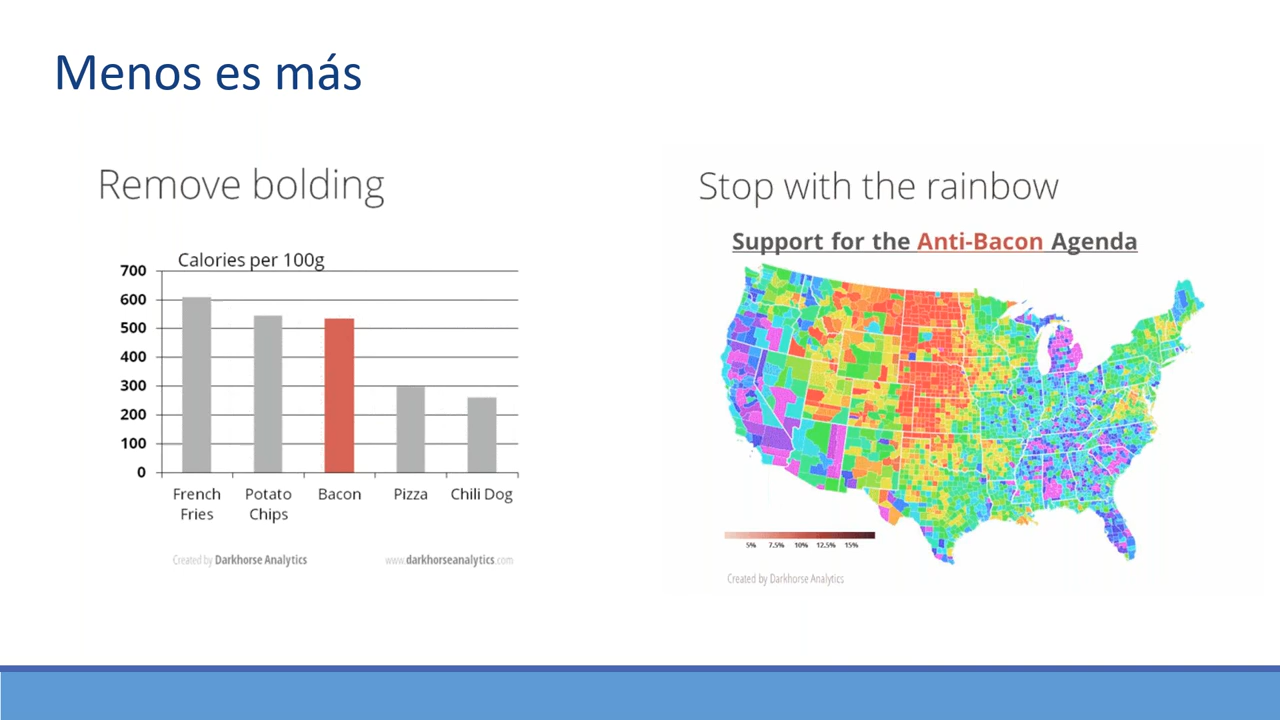 Menos es más
Remove bolding
Calories per 100g
700
600
500
400
300
200
100
0
French
Fries
Potato
Chips
Bacon
Pizza
Chili Dog
Created by Darkhorse Analytics
www.darkhorseanalytics.com
Stop with the rainbow
Support for the Anti-Bacon Agenda
5% 7.5% 10% 12.5% 15%
Created by Darkhorse Analytics